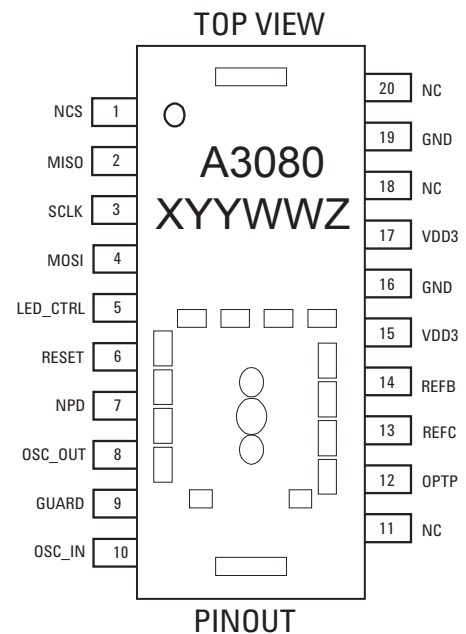 TOP VIEW
NCS 1
MISO 2
SCLK 3
MOSI 4
LED_CTRL 5
RESET 6
NPD 7
OSC_OUT 8
GUARD 9
OSC_IN 10
A3080
XYYWWZ
20 NC
19 GND
18 NC
17 VDD3
16 GND
15 VDD3
14 REFB
13 REFC
12 OPTP
11 NC
PINOUT